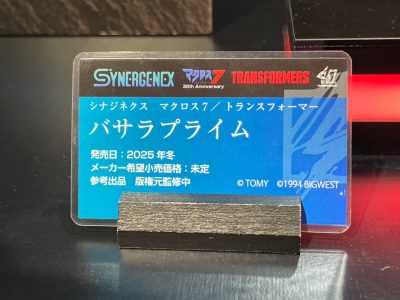 SYNERGENEX マクロス7 30th Anniversary TRANSFORMERS
シナジネクス マクロス7／トランスフォーマー
バサラプライム
発売日：2025年冬
メーカー希望小売価格：未定
参考出品 版権元監修中
© TOMY ©1994 BIGWEST